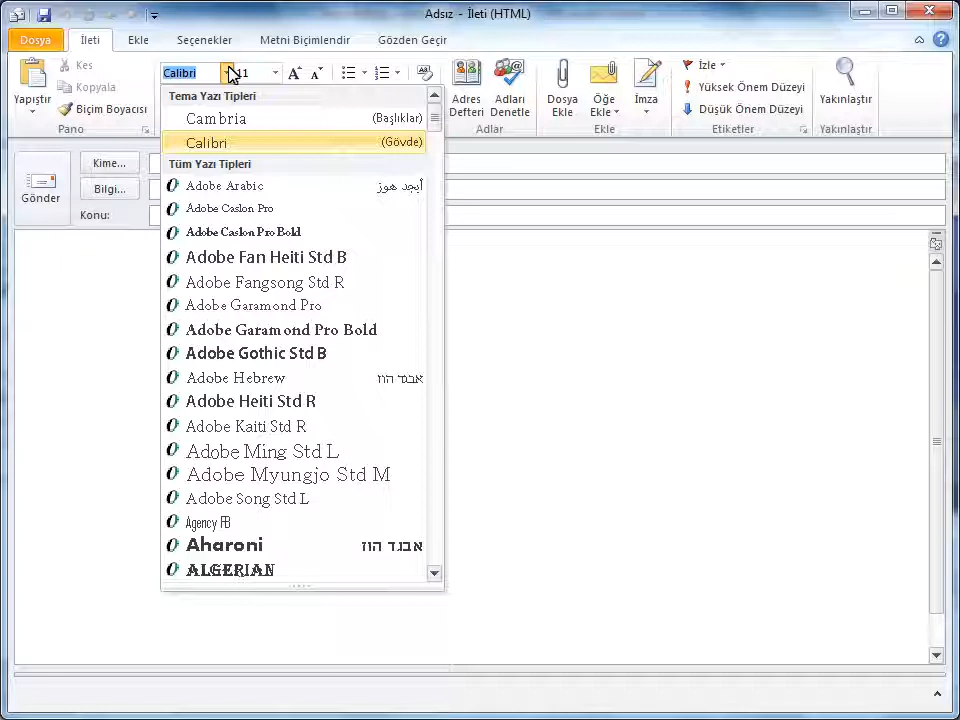 Adsız - İleti (HTML)
Dosya İleti Ekle Seçenekler Metni Biçimlendir Gözden Geçir
Yapıştır
Kes
Kopyala
Biçim Boyacısı
Pano
Calibri 11
Adres Defteri
Adları Denetle
Adlar
Dosya Ekle
Öğe Ekle
İmza
Ekle
İzle
Yüksek Önem Düzeyi
Düşük Önem Düzeyi
Etiketler
Yakınlaştır
Yakınlaştır
Gönder
Kime...
Bilgi...
Konu:
Tema Yazı Tipleri
Cambria (Başlıklar)
Calibri (Gövde)
Tüm Yazı Tipleri
Adobe Arabic أبجد هوز
Adobe Caslon Pro
Adobe Caslon Pro Bold
Adobe Fan Heiti Std B
Adobe Fangsong Std R
Adobe Garamond Pro
Adobe Garamond Pro Bold
Adobe Gothic Std B
Adobe Hebrew אבגד הוז
Adobe Heiti Std R
Adobe Kaiti Std R
Adobe Ming Std L
Adobe Myungjo Std M
Adobe Song Std L
Agency FB
Aharoni אבגד הוז
ALGERIAN